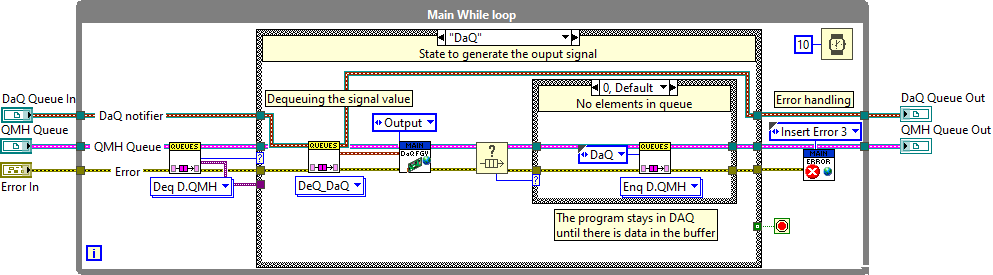 Main While loop
"DaQ"
State to generate the ouput signal
10
0, Default
No elements in queue
DaQ Queue In
DaQ notifier
Dequeuing the signal value
Output
Error handling
DaQ Queue Out
QMH Queue
QMH Queue
QUEUES
QUEUES
MAIN
DaQ FGV
?
DaQ
QUEUES
Insert Error 3
MAIN
ERROR
QMH Queue Out
Error In
Error
?
?
Deq D.QMH
DeQ_DaQ
Enq D.QMH
The program stays in DAQ
until there is data in the buffer
i